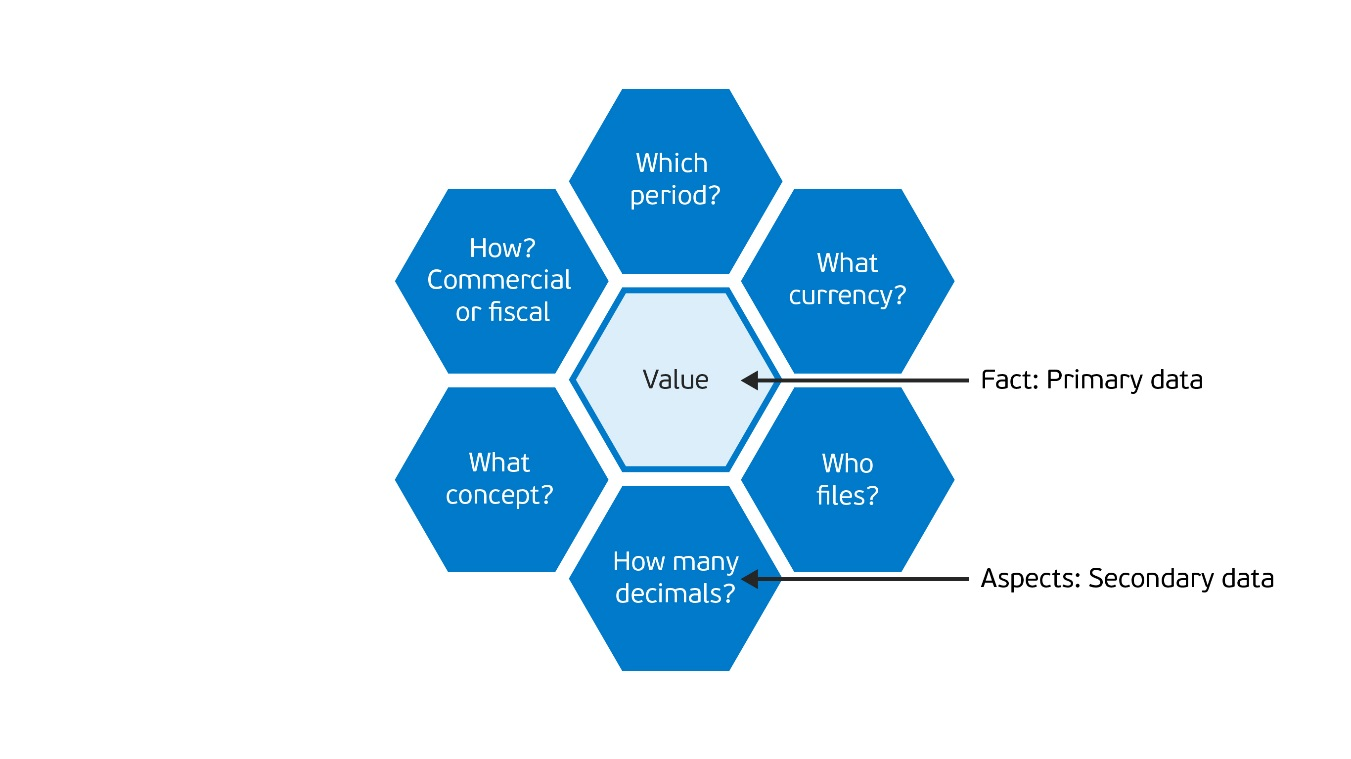 Which
period?
How?
Commercial
or fiscal
What
currency?
Value
Fact: Primary data
What
concept?
Who
files?
How many
decimals?
Aspects: Secondary data